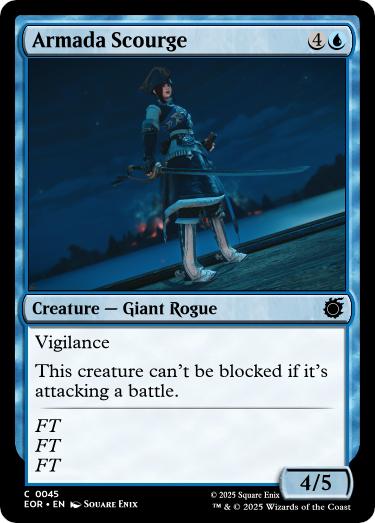 Armada Scourge 4
Creature — Giant Rogue
Vigilance
This creature can't be blocked if it's
attacking a battle.
FT
FT
FT
4/5
C 0045
EOR • EN Square Enix
© 2025 Square Enix
™ & © 2025 Wizards of the Coast